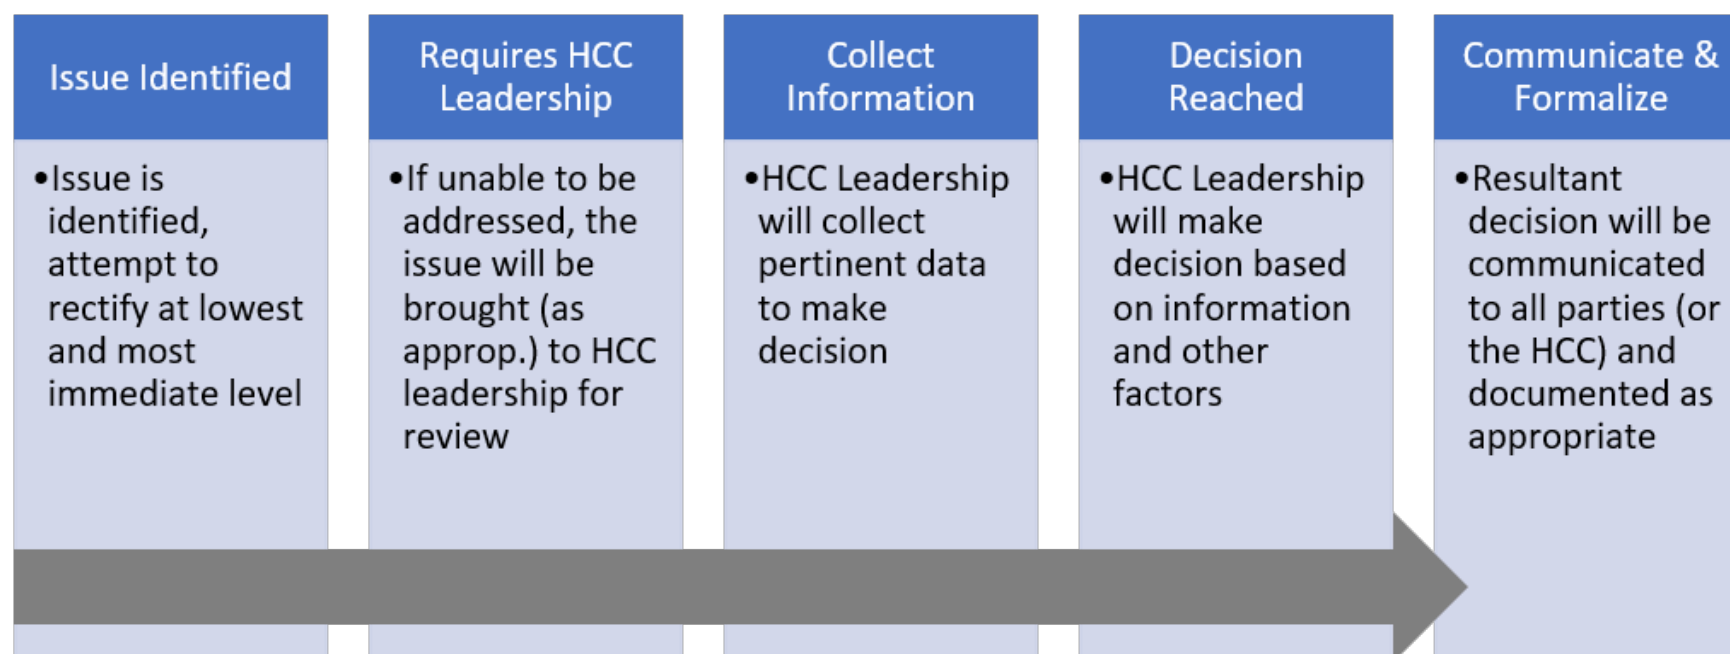 Issue Identified
•Issue is
identified,
attempt to
rectify at lowest
and most
immediate level
Requires HCC
Leadership
•If unable to be
addressed, the
issue will be
brought (as
approp.) to HCC
leadership for
review
Collect
Information
•HCC Leadership
will collect
pertinent data
to make
decision
Decision
Reached
•HCC Leadership
will make
decision based
on information
and other
factors
Communicate &
Formalize
•Resultant
decision will be
communicated
to all parties (or
the HCC) and
documented as
appropriate